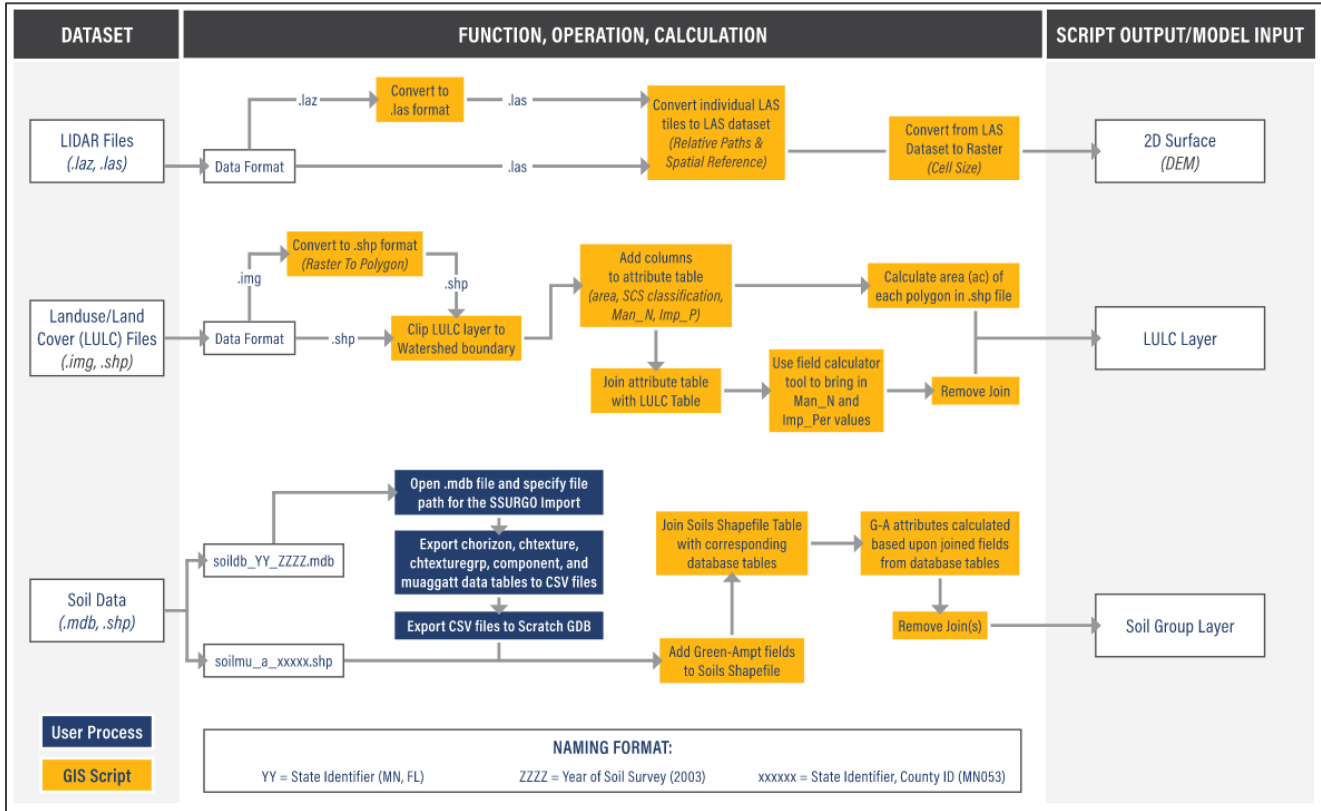 DATASET
FUNCTION, OPERATION, CALCULATION
SCRIPT OUTPUT/MODEL INPUT
LIDAR Files
(.laz, .las)
Data Format
.laz
Convert to
.las format
.las
.las
Convert individual LAS
tiles to LAS dataset
(Relative Paths &
Spatial Reference)
Convert from LAS
Dataset to Raster
(Cell Size)
2D Surface
(DEM)
Landuse/Land
Cover (LULC) Files
(.img, .shp)
Data Format
.img
Convert to .shp format
(Raster To Polygon)
.shp
.shp
Clip LULC layer to
Watershed boundary
Add columns
to attribute table
(area, SCS classification,
Man_N, Imp_P)
Calculate area (ac) of
each polygon in .shp file
Join attribute table
with LULC Table
Use field calculator
tool to bring in
Man_N and
Imp_Per values
Remove Join
LULC Layer
Soil Data
(.mdb, .shp)
soildb_YY_ZZZZ.mdb
soilmu_a_xxxxx.shp
Open .mdb file and specify file
path for the SSURGO Import
Export chorizon, chtexture,
chtexturegrp, component, and
muaggatt data tables to CSV files
Export CSV files to Scratch GDB
Add Green-Ampt fields
to Soils Shapefile
Join Soils Shapefile Table
with corresponding
database tables
G-A attributes calculated
based upon joined fields
from database tables
Remove Join(s)
Soil Group Layer
User Process
GIS Script
NAMING FORMAT:
YY = State Identifier (MN, FL)
ZZZZ = Year of Soil Survey (2003)
xxxxxx = State Identifier, County ID (MN053)